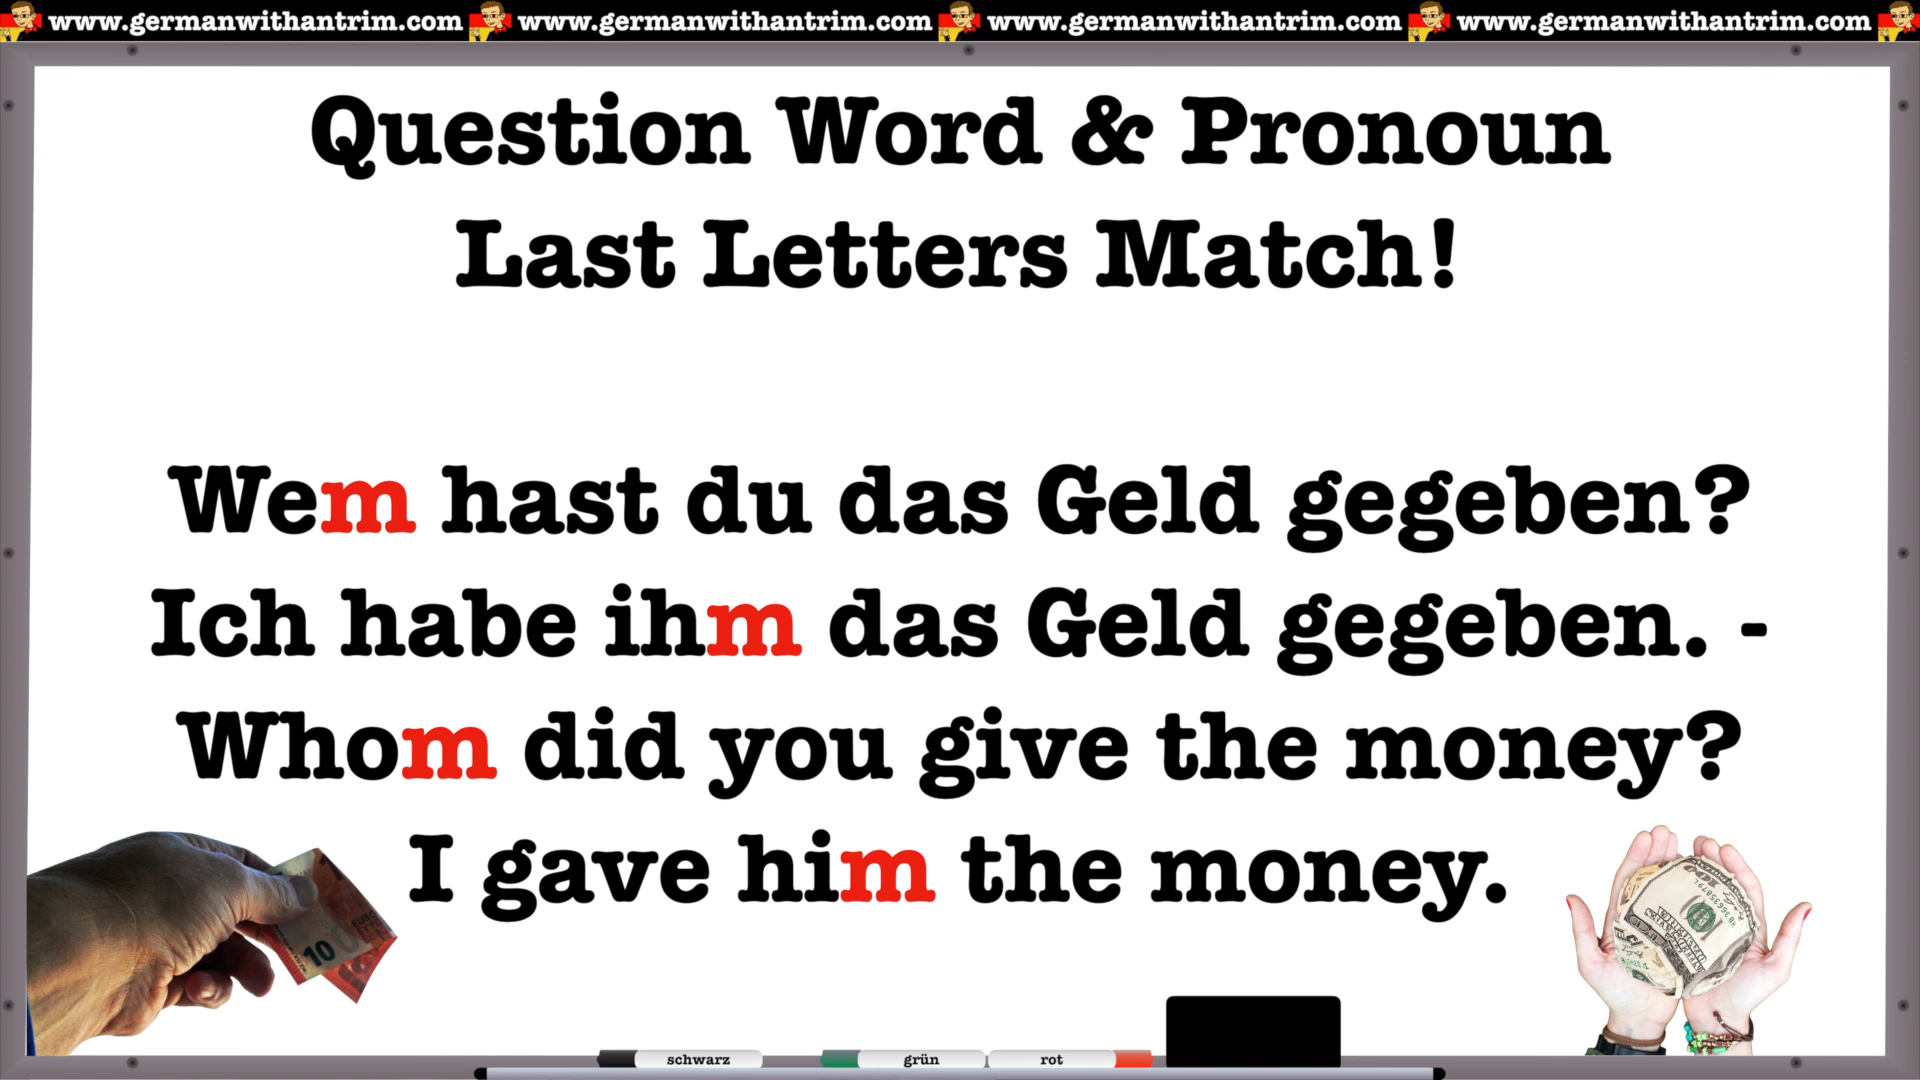 www.germanwithantrim.com www.germanwithantrim.com www.germanwithantrim.com www.germanwithantrim.com
Question Word & Pronoun
Last Letters Match!
Wem hast du das Geld gegeben?
Ich habe ihm das Geld gegeben. -
Whom did you give the money?
I gave him the money.
10
100
schwarz grün rot